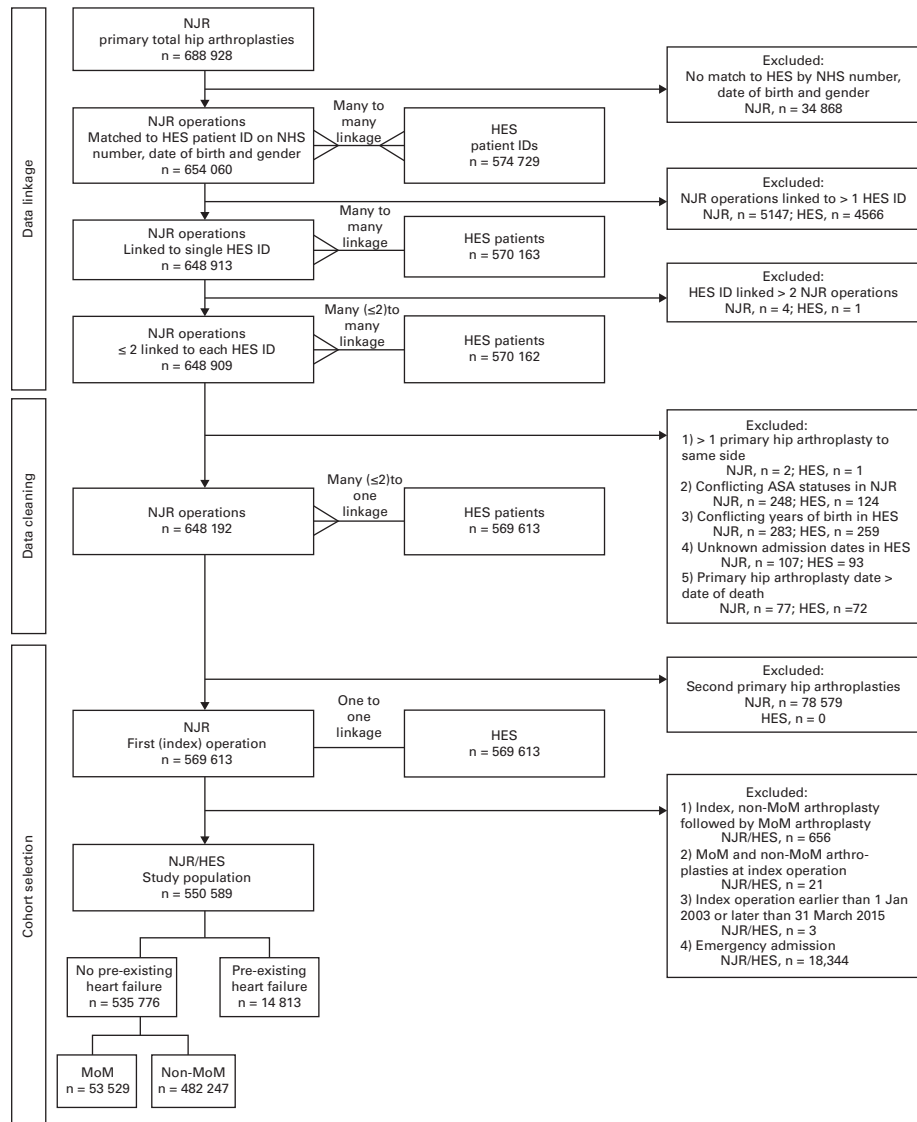 Data linkage
NJR
primary total hip arthroplasties
n = 688 928
Excluded:
No match to HES by NHS number,
date of birth and gender
NJR, n = 34 868
NJR operations
Matched to HES patient ID on NHS
number, date of birth and gender
n = 654 060
Many to
many
linkage
HES
patient IDs
n = 574 729
Excluded:
NJR operations linked to > 1 HES ID
NJR, n = 5147; HES, n = 4566
NJR operations
Linked to single HES ID
n = 648 913
Many to
many
linkage
HES patients
n = 570 163
Excluded:
HES ID linked > 2 NJR operations
NJR, n = 4; HES, n = 1
NJR operations
≤ 2 linked to each HES ID
n = 648 909
Many (≤2)to
many
linkage
HES patients
n = 570 162
Data cleaning
Excluded:
1) > 1 primary hip arthroplasty to
same side
NJR, n = 2; HES, n = 1
2) Conflicting ASA statuses in NJR
NJR, n = 248; HES, n = 124
3) Conflicting years of birth in HES
NJR, n = 283; HES, n = 259
4) Unknown admission dates in HES
NJR, n = 107; HES = 93
5) Primary hip arthroplasty date >
date of death
NJR, n = 77; HES, n =72
NJR operations
n = 648 192
Many (≤2)to
one
linkage
HES patients
n = 569 613
Cohort selection
Excluded:
Second primary hip arthroplasties
NJR, n = 78 579
HES, n = 0
NJR
First (index) operation
n = 569 613
One to
one
linkage
HES
n = 569 613
Excluded:
1) Index, non-MoM arthroplasty
followed by MoM arthroplasty
NJR/HES, n = 656
2) MoM and non-MoM arthro-
plasties at index operation
NJR/HES, n = 21
3) Index operation earlier than 1 Jan
2003 or later than 31 March 2015
NJR/HES, n = 3
4) Emergency admission
NJR/HES, n = 18,344
NJR/HES
Study population
n = 550 589
No pre-existing
heart failure
n = 535 776
Pre-existing
heart failure
n = 14 813
MoM
n = 53 529
Non-MoM
n = 482 247